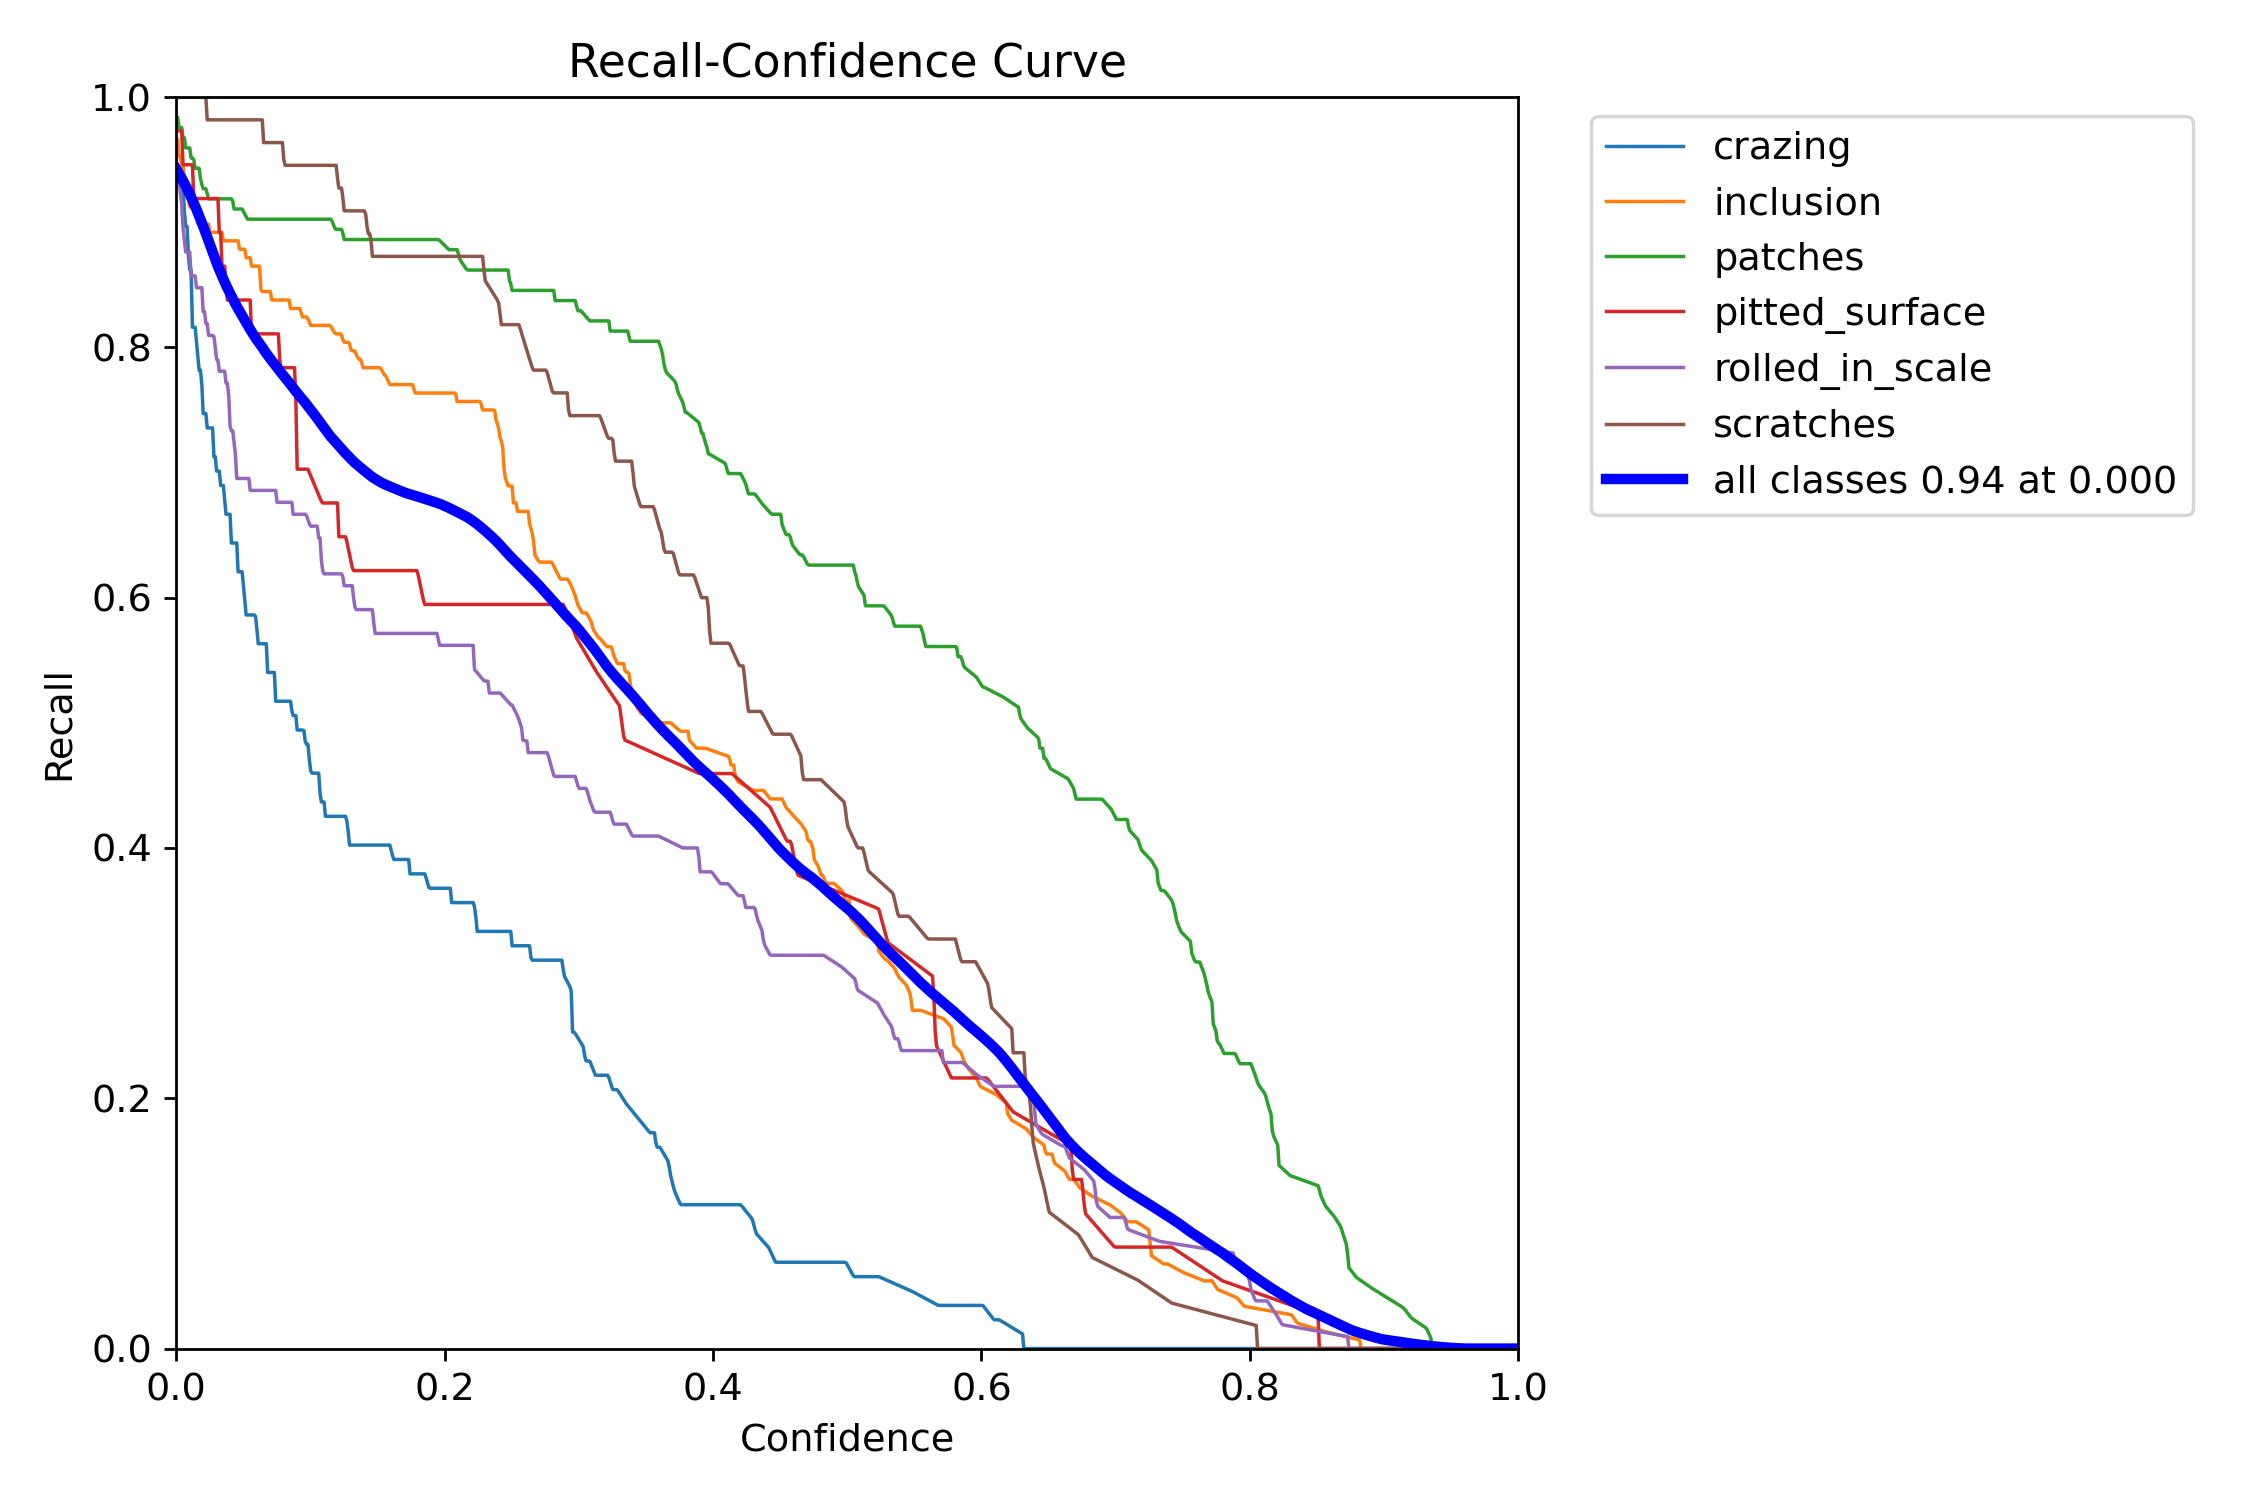 Recall-Confidence Curve
1.0
0.8
0.6
0.4
0.2
0.0
Recall
0.0 0.2 0.4 0.6 0.8 1.0
Confidence
crazing
inclusion
patches
pitted_surface
rolled_in_scale
scratches
all classes 0.94 at 0.000